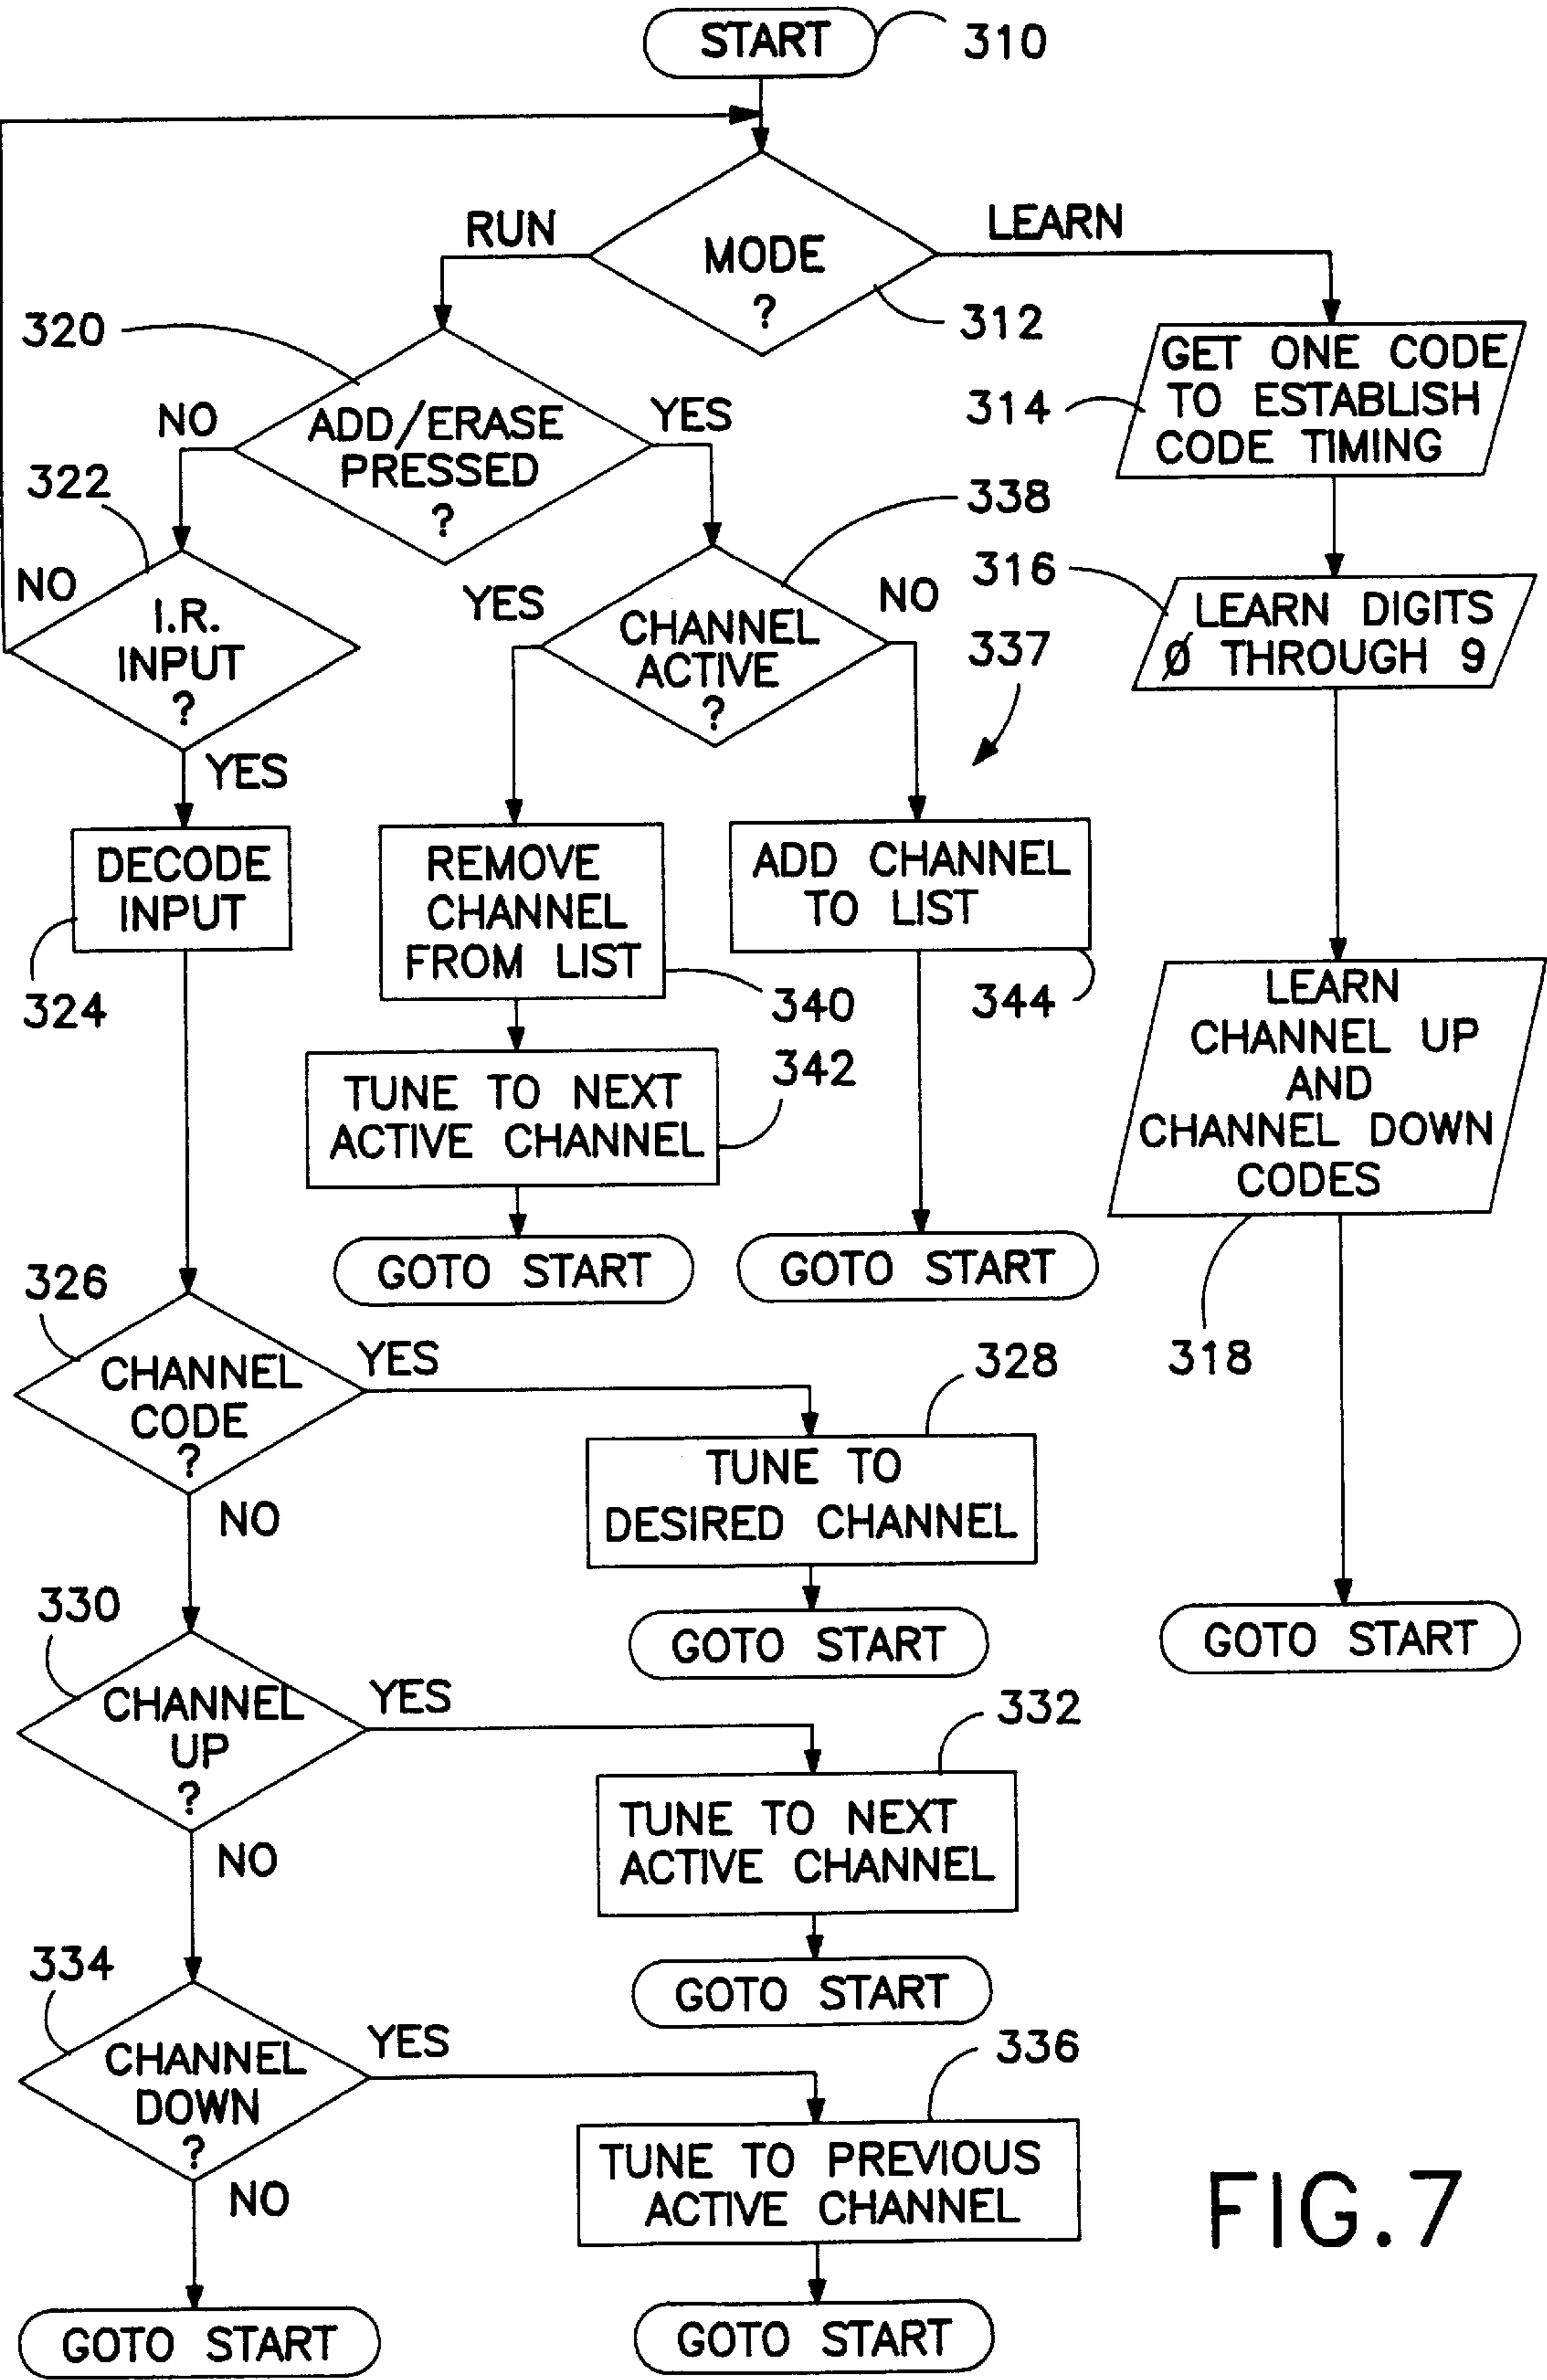 START
310
RUN
LEARN
MODE
?
312
320
GET ONE CODE
TO ESTABLISH
CODE TIMING
314
NO
ADD/ERASE
PRESSED
?
YES
322
338
316
LEARN DIGITS
Ø THROUGH 9
NO
I.R.
INPUT
?
YES
YES
CHANNEL
ACTIVE
?
NO
337
DECODE
INPUT
324
REMOVE
CHANNEL
FROM LIST
340
ADD CHANNEL
TO LIST
344
LEARN
CHANNEL UP
AND
CHANNEL DOWN
CODES
318
TUNE TO NEXT
ACTIVE CHANNEL
342
GOTO START
GOTO START
326
CHANNEL
CODE
?
YES
328
TUNE TO
DESIRED CHANNEL
NO
GOTO START
GOTO START
330
CHANNEL
UP
?
YES
332
TUNE TO NEXT
ACTIVE CHANNEL
NO
GOTO START
334
CHANNEL
DOWN
?
YES
336
TUNE TO PREVIOUS
ACTIVE CHANNEL
NO
GOTO START
GOTO START
FIG.7